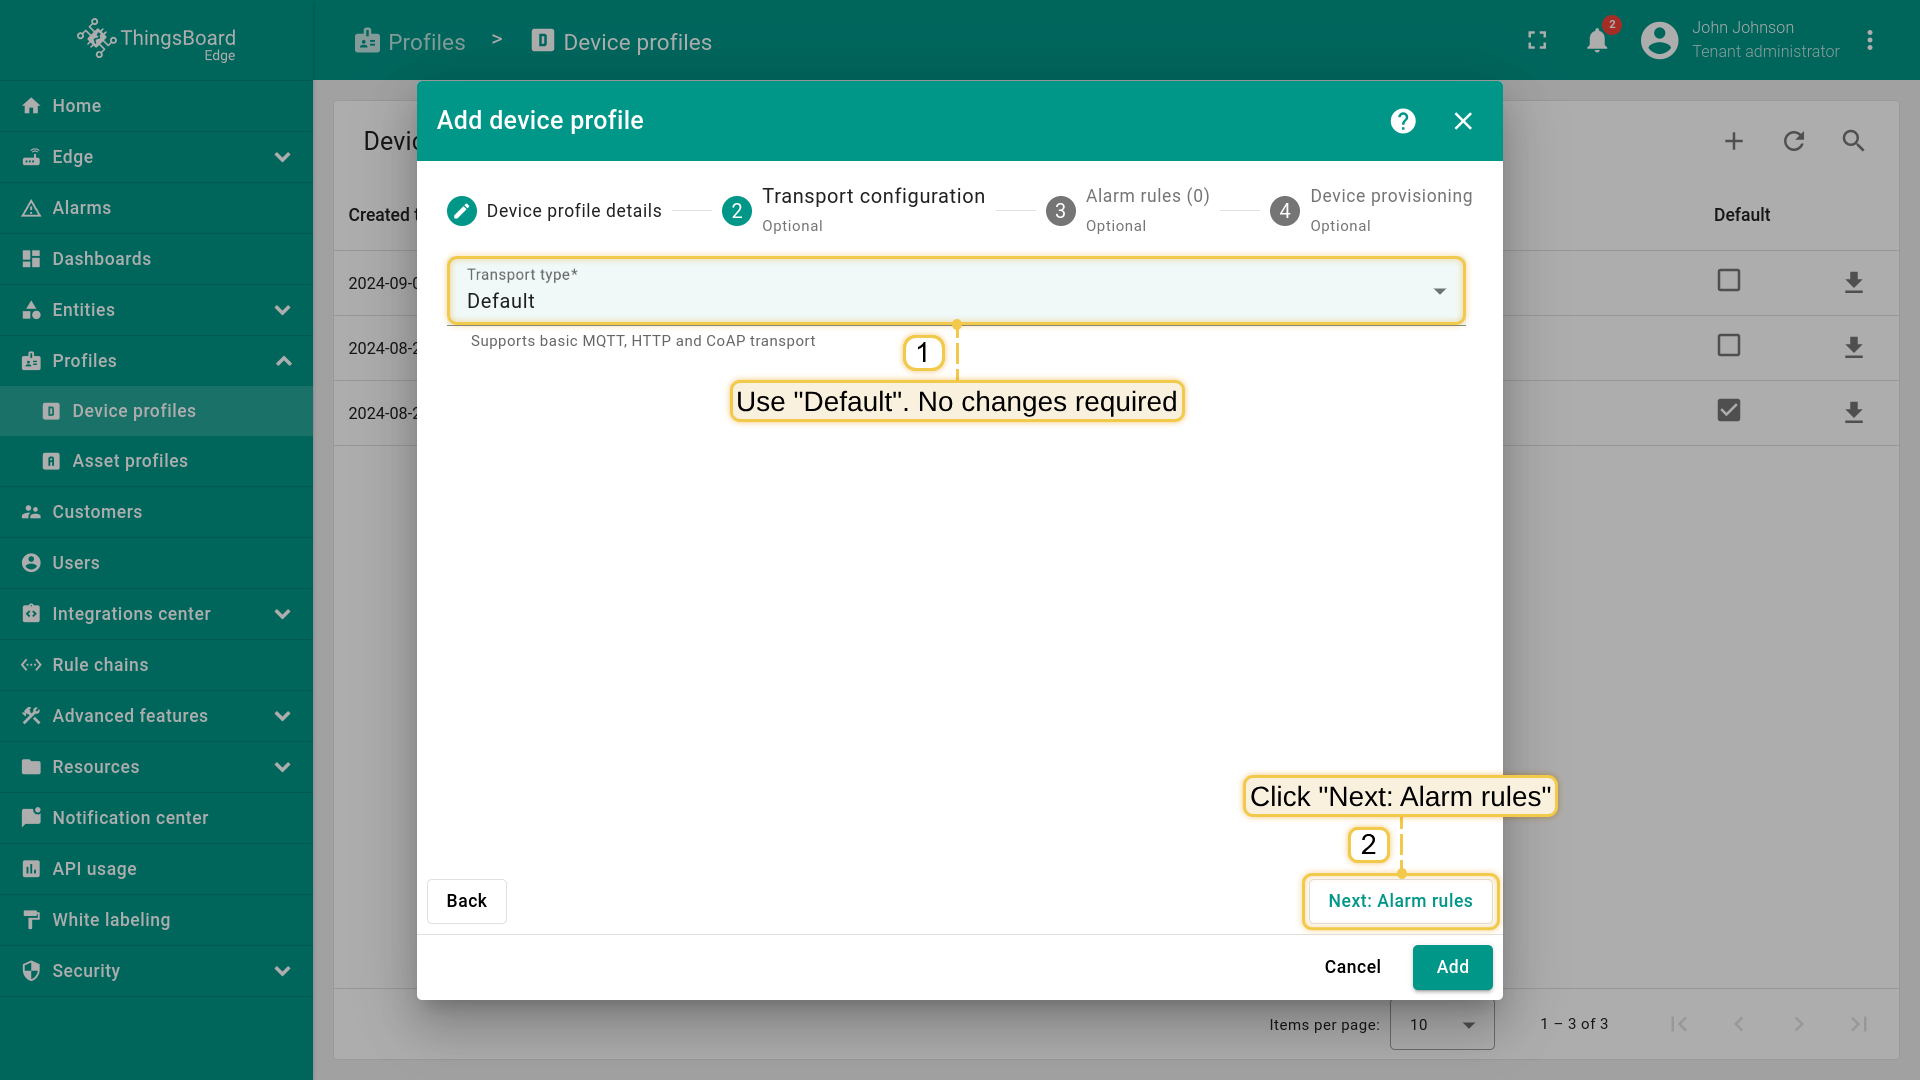 ThingsBoard
Edge
Profiles > Device profiles
2
John Johnson
Tenant administrator
Home
Edge
Alarms
Dashboards
Entities
Profiles
Device profiles
Asset profiles
Customers
Users
Integrations center
Rule chains
Advanced features
Resources
Notification center
API usage
White labeling
Security
Devic
Created t
Default
2024-09-0
2024-08-2
2024-08-2
Add device profile
Device profile details
2 Transport configuration
Optional
3 Alarm rules (0)
Optional
4 Device provisioning
Optional
Transport type*
Default
Supports basic MQTT, HTTP and CoAP transport
1
Use "Default". No changes required
Click "Next: Alarm rules"
2
Back
Next: Alarm rules
Cancel
Add
Items per page: 10
1 – 3 of 3